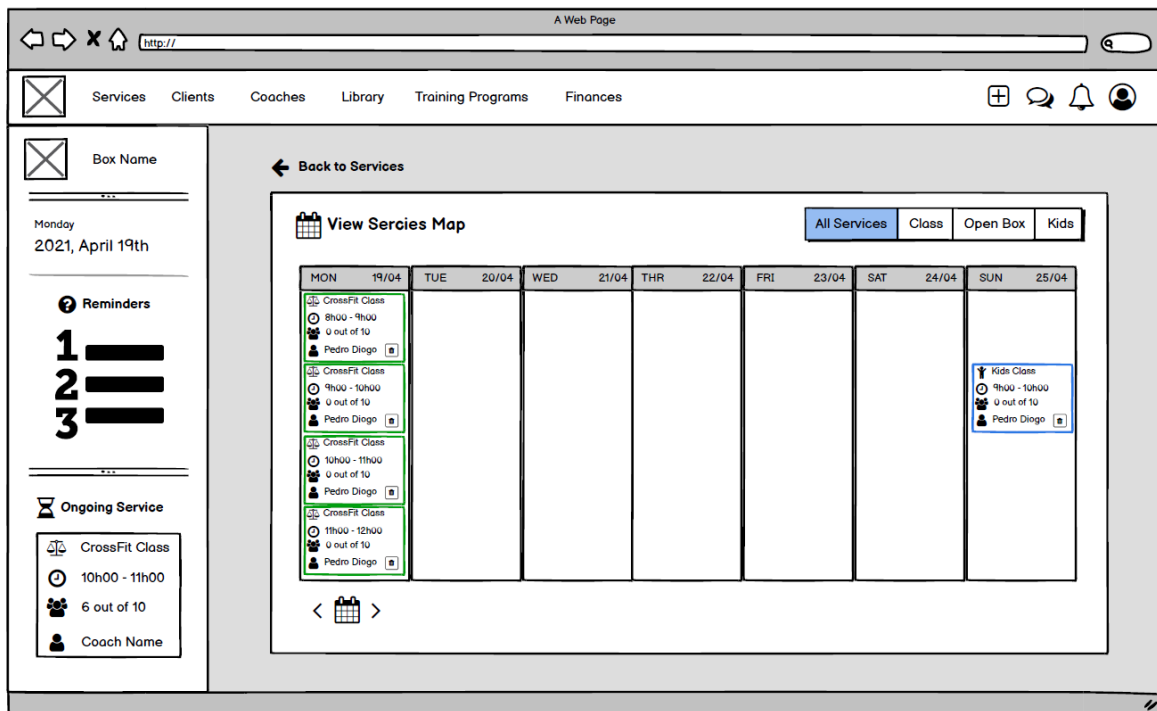 A Web Page
http://
Services Clients Coaches Library Training Programs Finances
Box Name
Monday
2021, April 19th
Reminders
1
2
3
Ongoing Service
CrossFit Class
10h00 - 11h00
6 out of 10
Coach Name
Back to Services
View Sercies Map
All Services Class Open Box Kids
MON 19/04 TUE 20/04 WED 21/04 THR 22/04 FRI 23/04 SAT 24/04 SUN 25/04
CrossFit Class
8h00 - 9h00
0 out of 10
Pedro Diogo
CrossFit Class
9h00 - 10h00
0 out of 10
Pedro Diogo
CrossFit Class
10h00 - 11h00
0 out of 10
Pedro Diogo
CrossFit Class
11h00 - 12h00
0 out of 10
Pedro Diogo
Kids Class
9h00 - 10h00
0 out of 10
Pedro Diogo